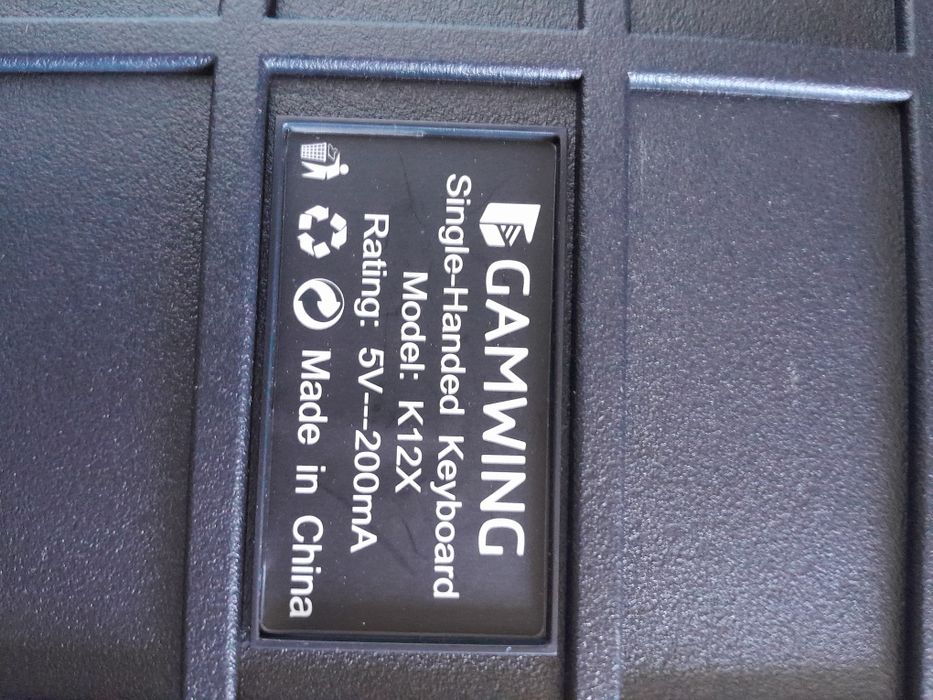 GAMWING
Single-Handed Keyboard
Model: K12X
Rating: 5V---200mA
Made in China